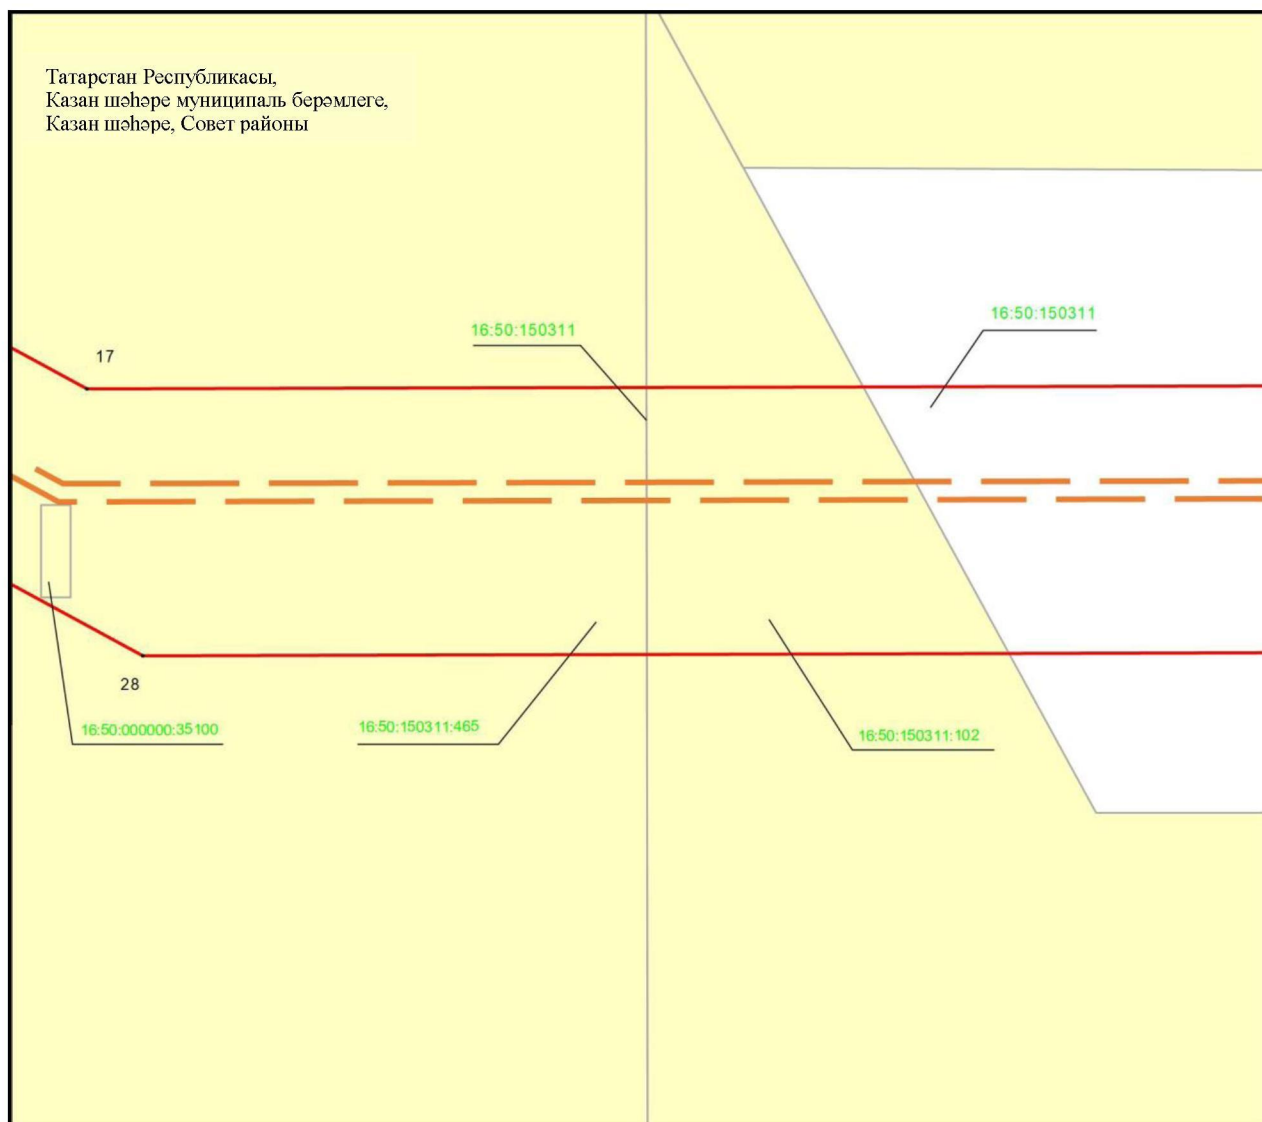 Татарстан Республикасы,
Казан шәһәре муниципаль берәмлеге,
Казан шәһәре, Совет районы
16:50:150311
16:50:150311
17
28
16:50:000000:35100
16:50:150311:465
16:50:150311:102